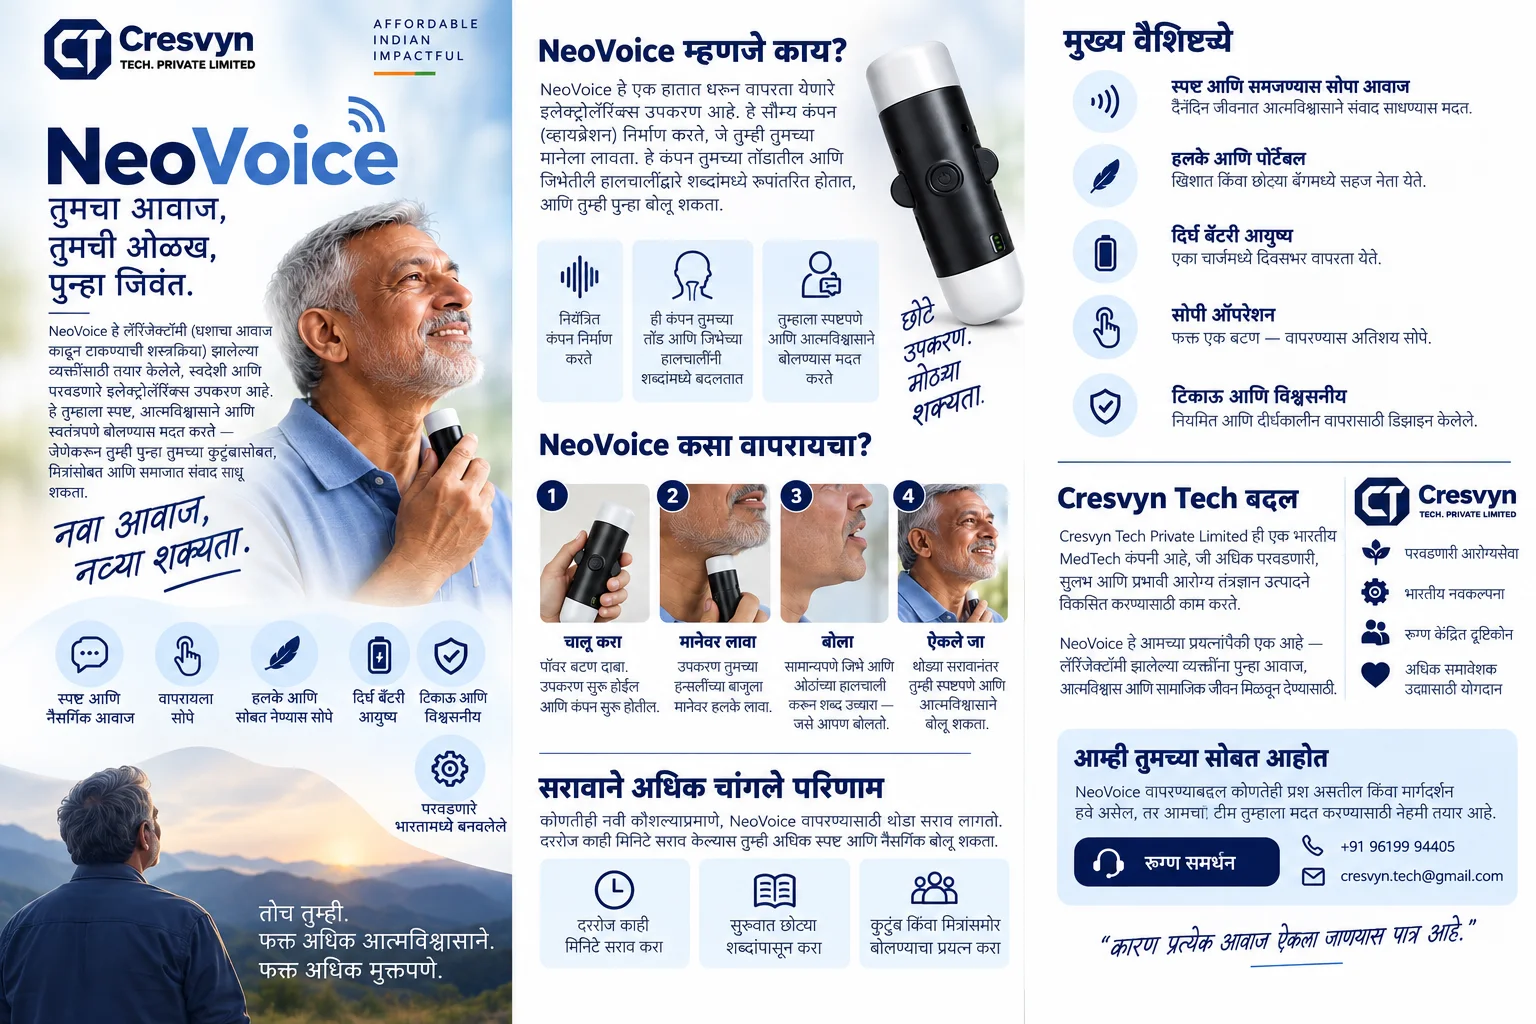 CT Cresvyn
TECH. PRIVATE LIMITED
AFFORDABLE
INDIAN
IMPACTFUL
NeoVoice
तुमचा आवाज,
तुमची ओळख,
पुन्हा जिवंत.
NeoVoice हे लॅरिंजेक्टॉमी (घशाचा आवाज
काढून टाकण्याची शस्त्रक्रिया) झालेल्या
व्यक्तींसाठी तयार केलेले, स्वदेशी आणि
परवडणारे इलेक्ट्रोलॅरिंक्स उपकरण आहे.
हे तुम्हाला स्पष्ट, आत्मविश्वासाने आणि
स्वतंत्रपणे बोलण्यास मदत करते —
जेणेकरून तुम्ही पुन्हा तुमच्या कुटुंबासोबत,
मित्रांसोबत आणि समाजात संवाद साधू
शकता.
नवा आवाज,
नव्या शक्यता.
स्पष्ट आणि
नैसर्गिक आवाज
वापरायला
सोपे
हलके आणि
सोबत नेण्यास सोपे
दिर्घ बॅटरी
आयुष्य
टिकाऊ आणि
विश्वसनीय
परवडणारे
भारतामध्ये बनवलेले
तोच तुम्ही.
फक्त अधिक आत्मविश्वासाने.
फक्त अधिक मुक्तपणे.
NeoVoice म्हणजे काय?
NeoVoice हे एक हातात धरून वापरता येणारे
इलेक्ट्रोलॅरिंक्स उपकरण आहे. हे सौम्य कंपन
(व्हायब्रेशन) निर्माण करते, जे तुम्ही तुमच्या
मानेला लावता. हे कंपन तुमच्या तोंडातील आणि
जिभेतील हालचालींद्वारे शब्दांमध्ये रूपांतरित होतात,
आणि तुम्ही पुन्हा बोलू शकता.
नियंत्रित
कंपन निर्माण
करते
ही कंपन तुमच्या
तोंड आणि जिभेच्या
हालचालींनी
शब्दांमध्ये बदलतात
तुम्हाला स्पष्टपणे
आणि आत्मविश्वासाने
बोलण्यास मदत
करते
छोटे
उपकरण.
मोठ्या
शक्यता.
NeoVoice कसा वापरायचा?
1
2
3
4
चालू करा
पॉवर बटण दाबा.
उपकरण सुरू होईल
आणि कंपन सुरू होतील.
मानेवर लावा
उपकरण तुमच्या
हन्सलींच्या बाजूला
मानेवर हलके लावा.
बोला
सामान्यपणे जिभे आणि
ओठांच्या हालचाली
करून शब्द उच्चारा —
जसे आपण बोलतो.
ऐकले जा
थोड्या सरावानंतर
तुम्ही स्पष्टपणे आणि
आत्मविश्वासाने
बोलू शकता.
सरावाने अधिक चांगले परिणाम
कोणतीही नवी कौशल्याप्रमाणे, NeoVoice वापरण्यासाठी थोडा सराव लागतो.
दररोज काही मिनिटे सराव केल्यास तुम्ही अधिक स्पष्ट आणि नैसर्गिक बोलू शकता.
दररोज काही
मिनिटे सराव करा
सुरुवात छोट्या
शब्दांपासून करा
कुटुंब किंवा मित्रांसमोर
बोलण्याचा प्रयत्न करा
मुख्य वैशिष्ट्ये
स्पष्ट आणि समजण्यास सोपा आवाज
दैनंदिन जीवनात आत्मविश्वासाने संवाद साधण्यास मदत.
हलके आणि पोर्टेबल
खिशात किंवा छोट्या बॅगमध्ये सहज नेता येते.
दिर्घ बॅटरी आयुष्य
एका चार्जमध्ये दिवसभर वापरता येते.
सोपी ऑपरेशन
फक्त एक बटण — वापरण्यास अतिशय सोपे.
टिकाऊ आणि विश्वसनीय
नियमित आणि दीर्घकालीन वापरासाठी डिझाइन केलेले.
Cresvyn Tech बदल
Cresvyn Tech Private Limited ही एक भारतीय
MedTech कंपनी आहे, जी अधिक परवडणारी,
सुलभ आणि प्रभावी आरोग्य तंत्रज्ञान उत्पादने
विकसित करण्यासाठी काम करते.
NeoVoice हे आमच्या प्रयत्नांपैकी एक आहे —
लॅरिंजेक्टॉमी झालेल्या व्यक्तींना पुन्हा आवाज,
आत्मविश्वास आणि सामाजिक जीवन मिळवून देण्यासाठी.
CT Cresvyn
TECH. PRIVATE LIMITED
परवडणारी आरोग्यसेवा
भारतीय नवकल्पना
रुग्ण केंद्रित दृष्टिकोन
अधिक समावेशक
उद्यासाठी योगदान
आम्ही तुमच्या सोबत आहोत
NeoVoice वापरण्याबद्दल कोणतेही प्रश असतील किंवा मार्गदर्शन
हवे असेल, तर आमचा टीम तुम्हाला मदत करण्यासाठी नेहमी तयार आहे.
रुग्ण समर्थन
+91 96199 94405
cresvyn.tech@gmail.com
“कारण प्रत्येक आवाज ऐकला जाणयास पात्र आहे.”